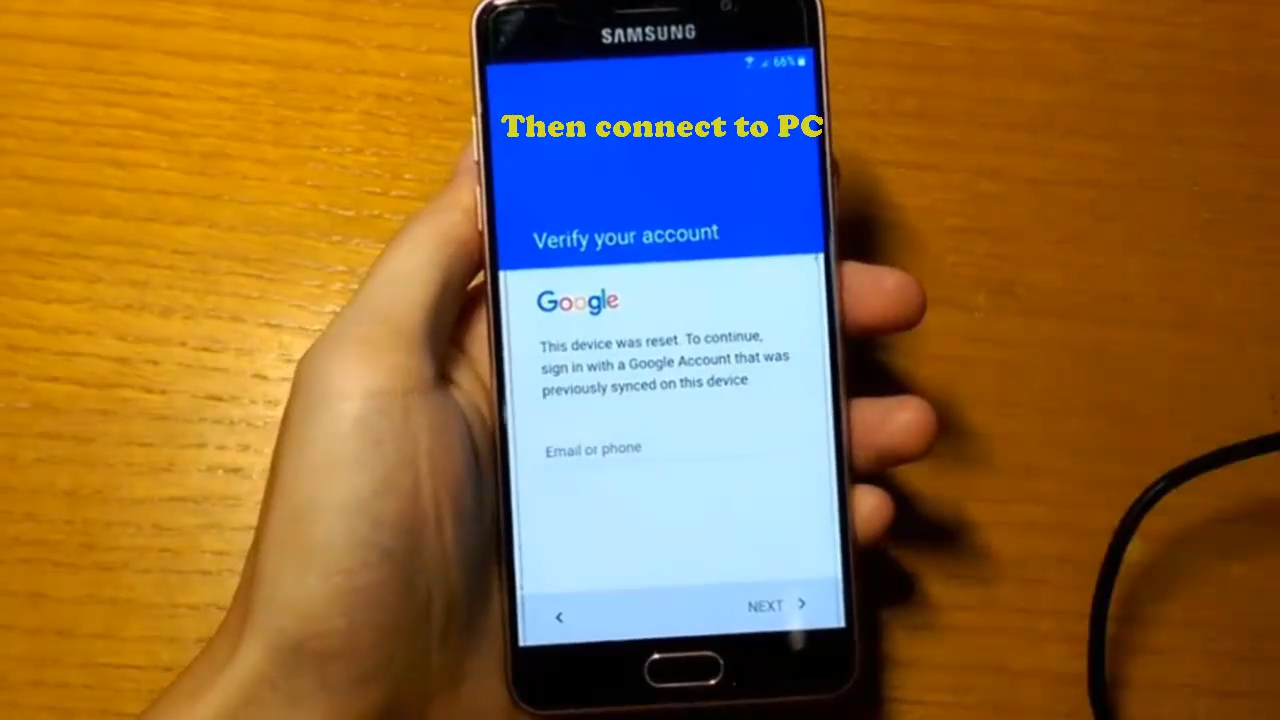 SAMSUNG
66%
Then connect to PC
Verify your account
Google
This device was reset. To continue,
sign in with a Google Account that was
previously synced on this device
Email or phone
NEXT